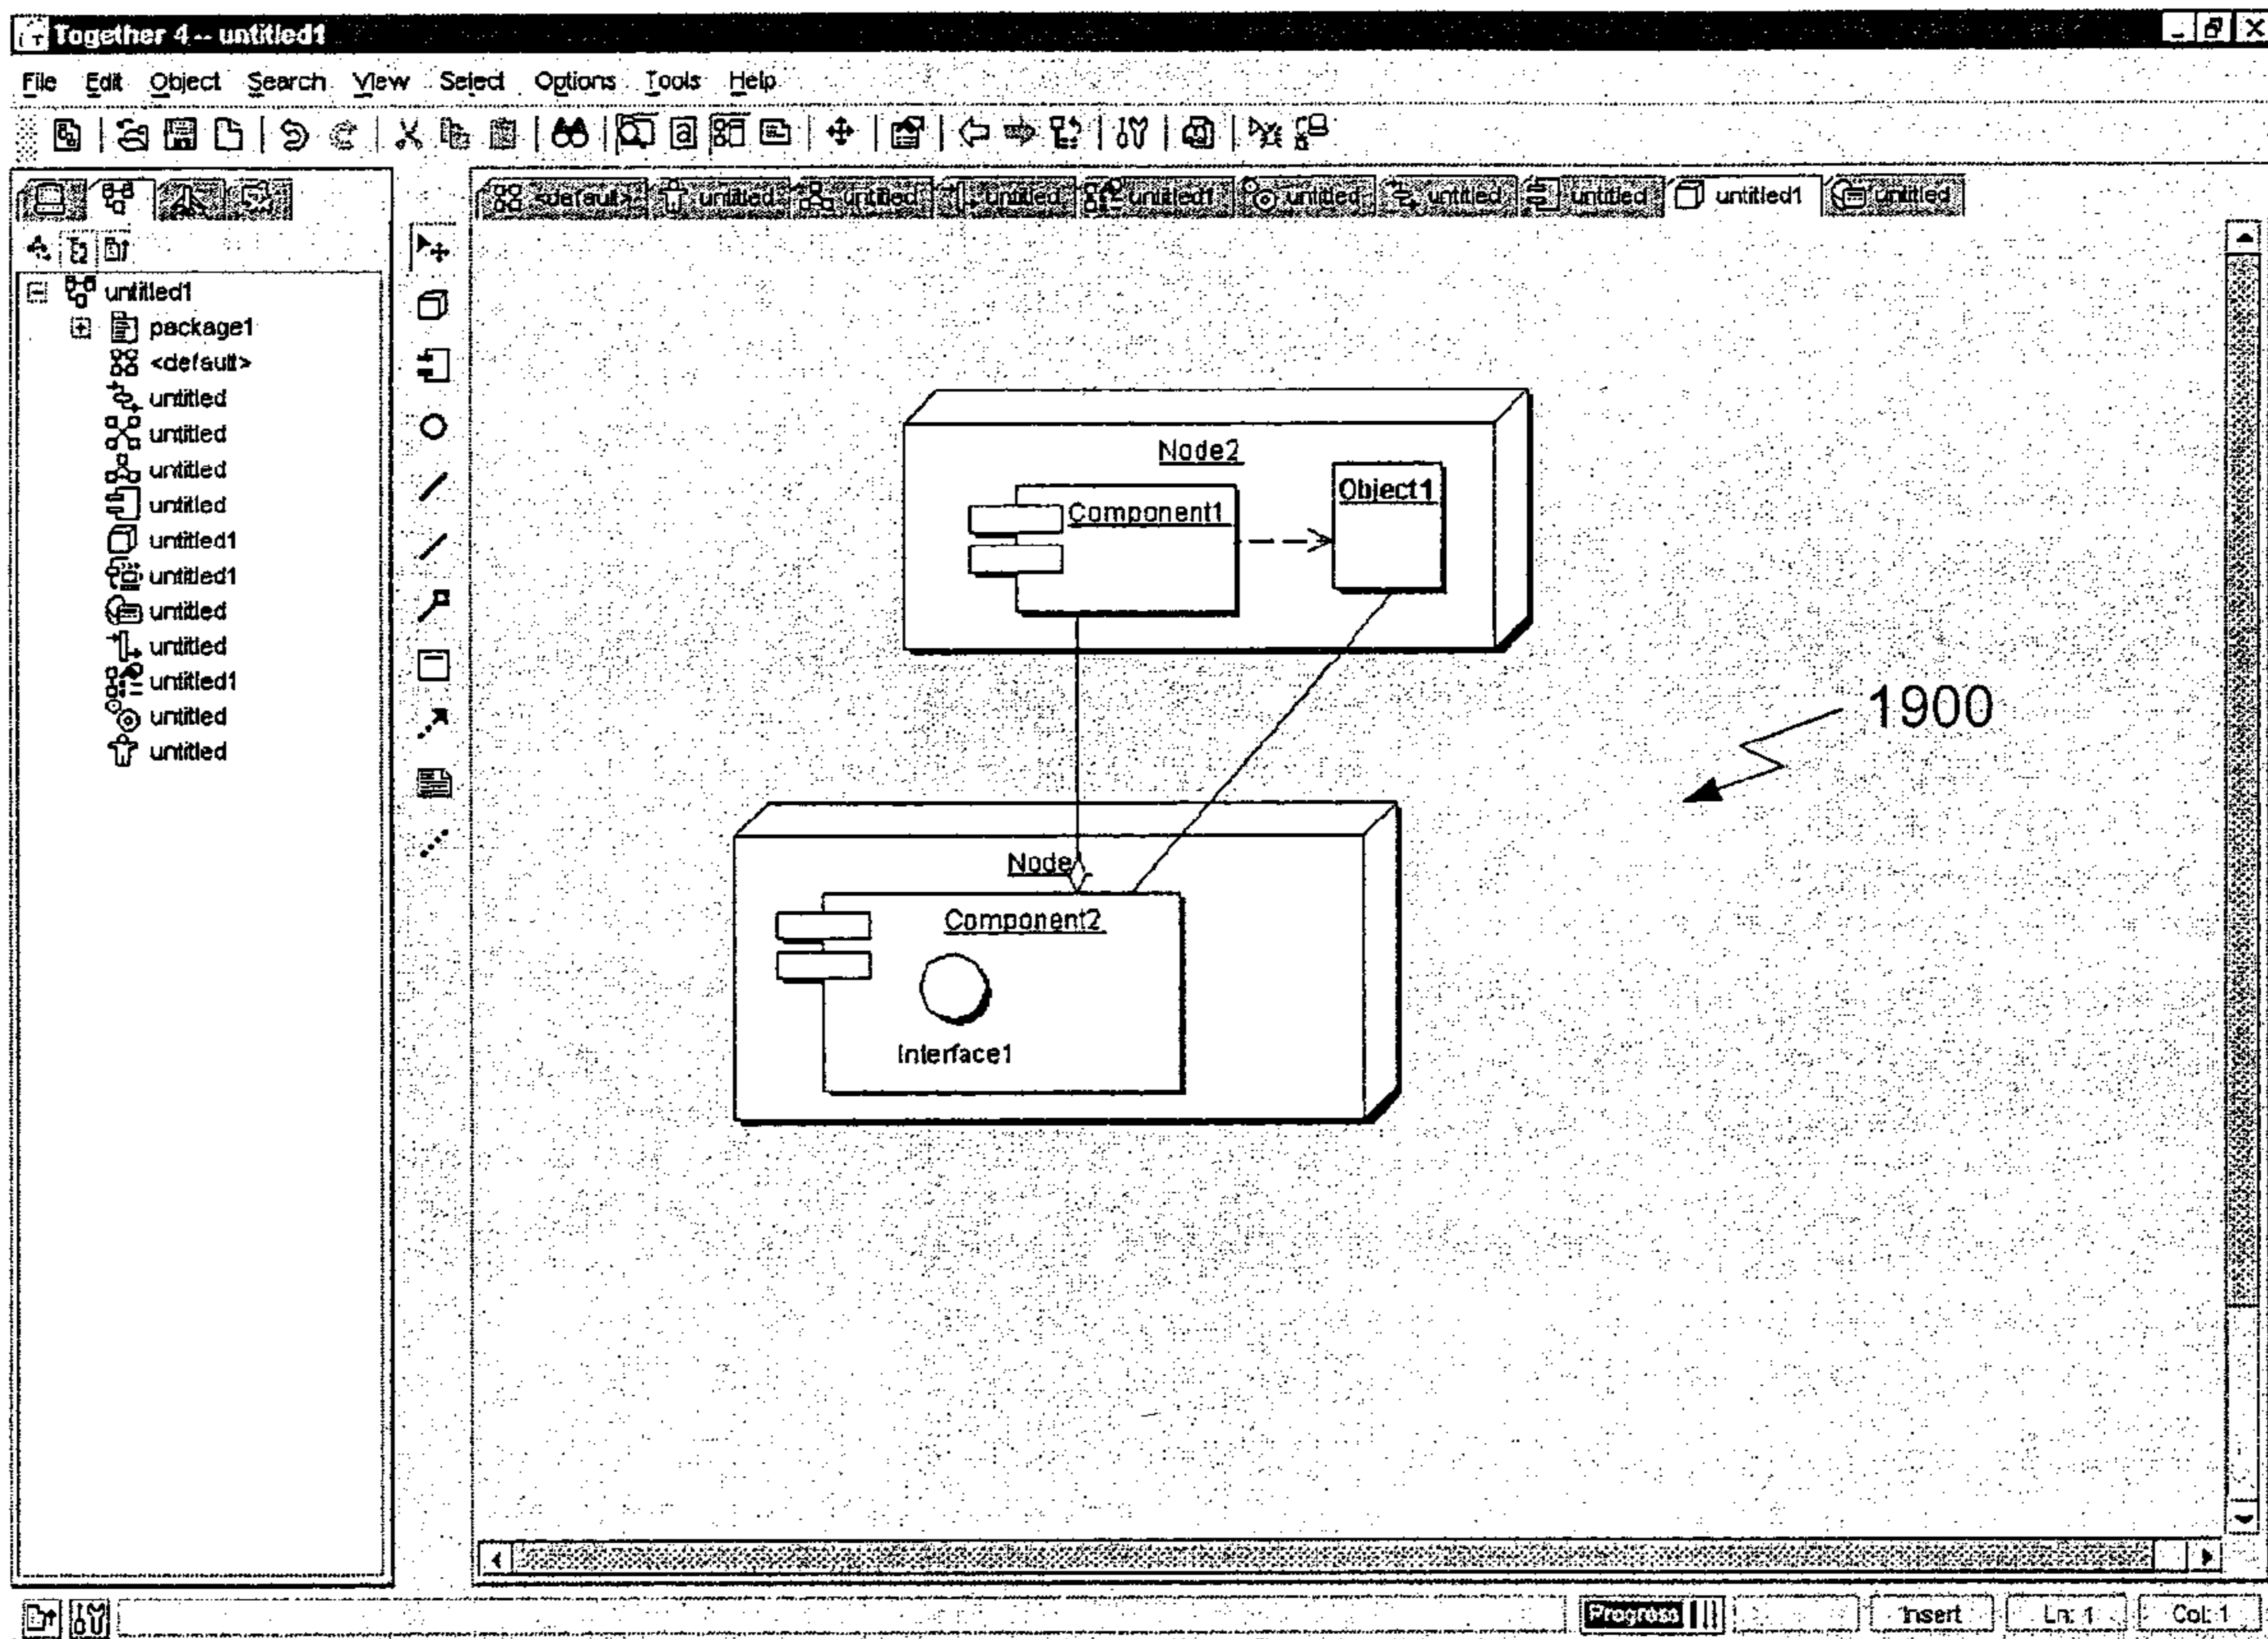 Together 4 -- untitled1
File Edit Object Search View Select Options Tools Help
<default> untitled untitled untitled untitled1 untitled untitled untitled untitled1 untitled
untitled1
package1
<default>
untitled
untitled
untitled
untitled
untitled1
untitled1
untitled
untitled
untitled1
untitled
untitled
Node2
Object1
Component1
1900
Node
Component2
Interface1
Progress Insert Ln: 1 Col: 1